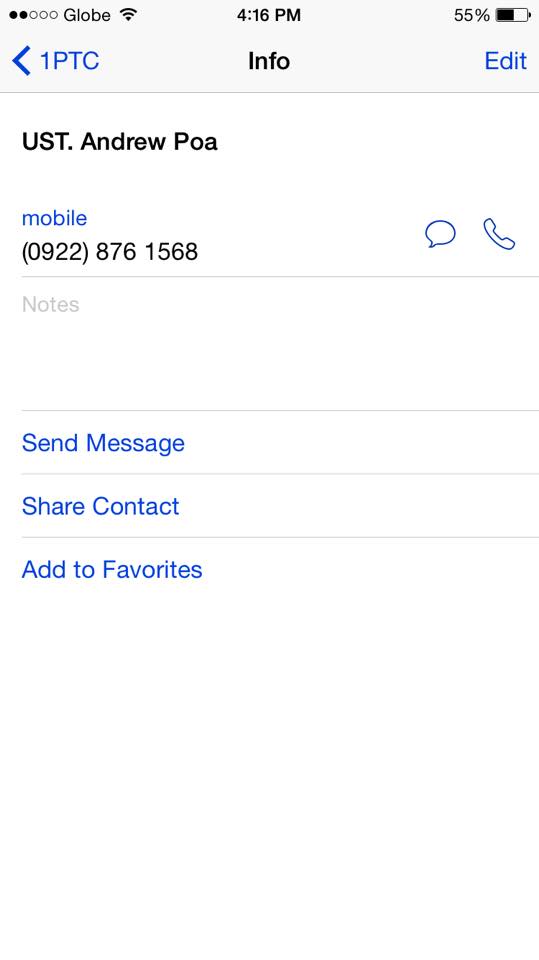 Globe 4:16 PM 55%
1PTC Info Edit
UST. Andrew Poa
mobile
(0922) 876 1568
Notes
Send Message
Share Contact
Add to Favorites